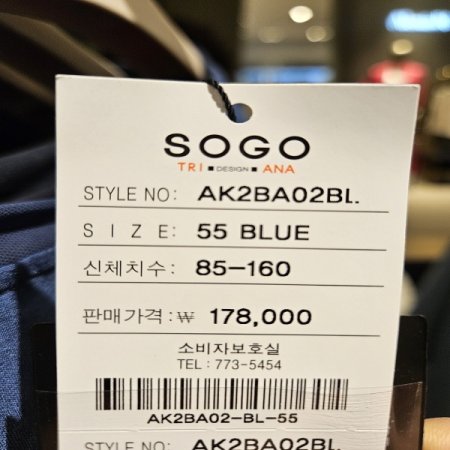 SOGO
TRI ■ DESIGN ■ ANA
STYLE NO: AK2BA02BL.
SIZE: 55 BLUE
신체치수: 85-160
판매가격: ₩ 178,000
소비자보호실
TEL: 773-5454
AK2BA02-BL-55
STYLE NO: AK2BA02BL.